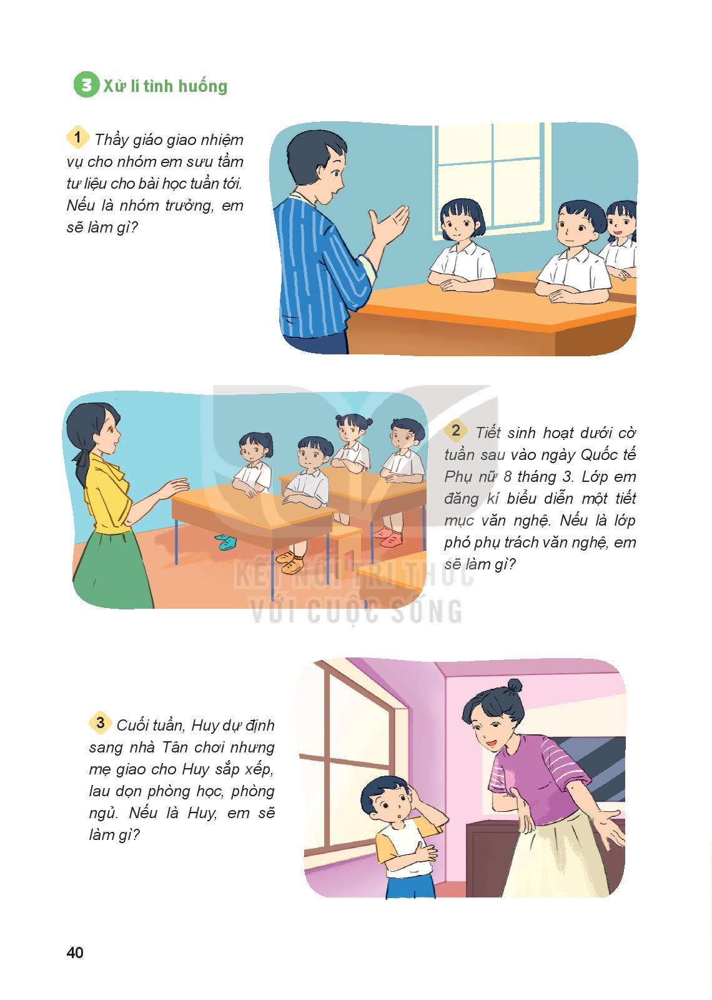 3 Xử lí tình huống
1 Thầy giáo giao nhiệm
vụ cho nhóm em sưu tầm
tư liệu cho bài học tuần tới.
Nếu là nhóm trưởng, em
sẽ làm gì?
2 Tiết sinh hoạt dưới cờ
tuần sau vào ngày Quốc tế
Phụ nữ 8 tháng 3. Lớp em
đăng kí biểu diễn một tiết
mục văn nghệ. Nếu là lớp
phó phụ trách văn nghệ, em
sẽ làm gì?
KẾT NỐI TRI THỨC
VỚI CUỘC SỐNG
3 Cuối tuần, Huy dự định
sang nhà Tân chơi nhưng
mẹ giao cho Huy sắp xếp,
lau dọn phòng học, phòng
ngủ. Nếu là Huy, em sẽ
làm gì?
40